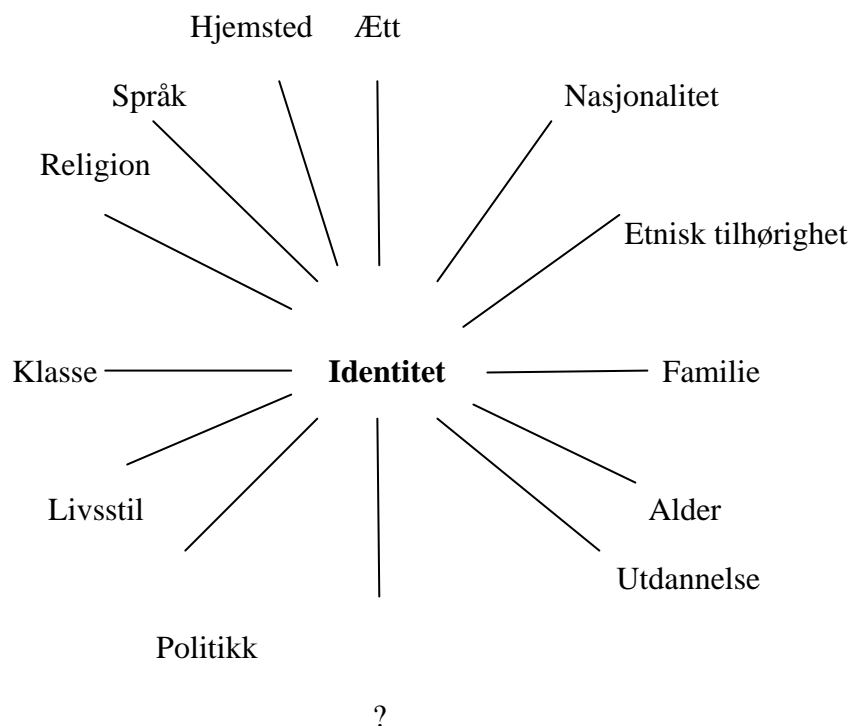 Hjemsted Ætt
Språk Nasjonalitet
Religion
Etnisk tilhørighet
Klasse Identitet Familie
Livsstil Alder
Utdannelse
Politikk
?